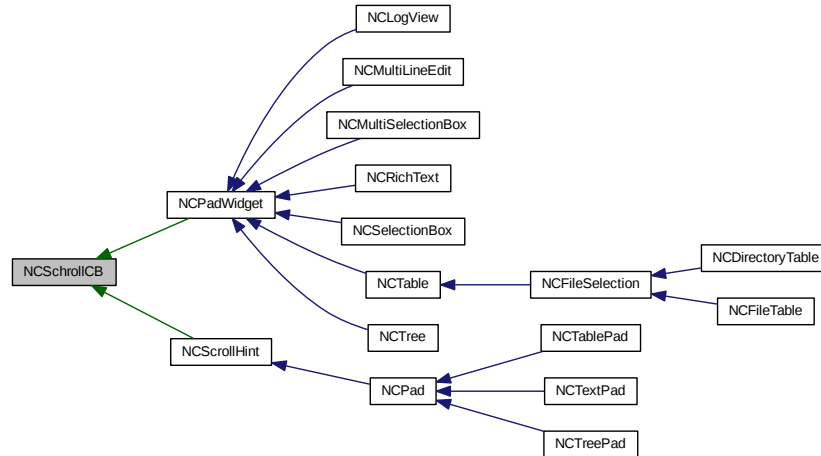 NCLogView
NCMultiLineEdit
NCMultiSelectionBox
NCRichText
NCPadWidget
NCSelectionBox
NCDirectoryTable
NCSchrollCB
NCTable
NCFileSelection
NCFileTable
NCTree
NCTablePad
NCScrollHint
NCPad
NCTextPad
NCTreePad